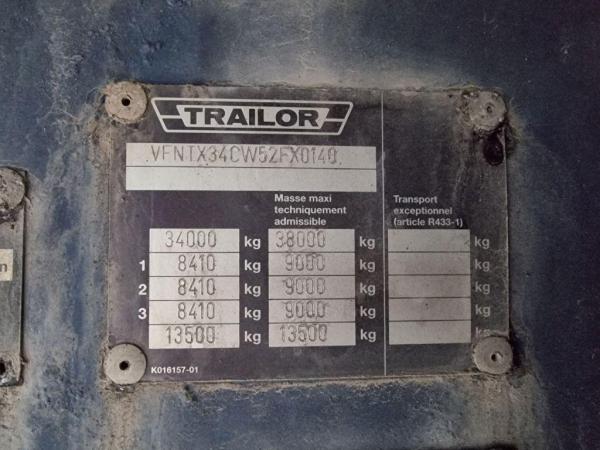 TRAILOR
VFNTX34CW52FX0140
Masse maxi
techniquement
admissible
Transport
exceptionnel
(article R433-1)
34000 kg 38000 kg kg
1 8410 kg 9000 kg kg
2 8410 kg 9000 kg kg
3 8410 kg 9000 kg kg
13500 kg 13500 kg kg
K016157-01
n